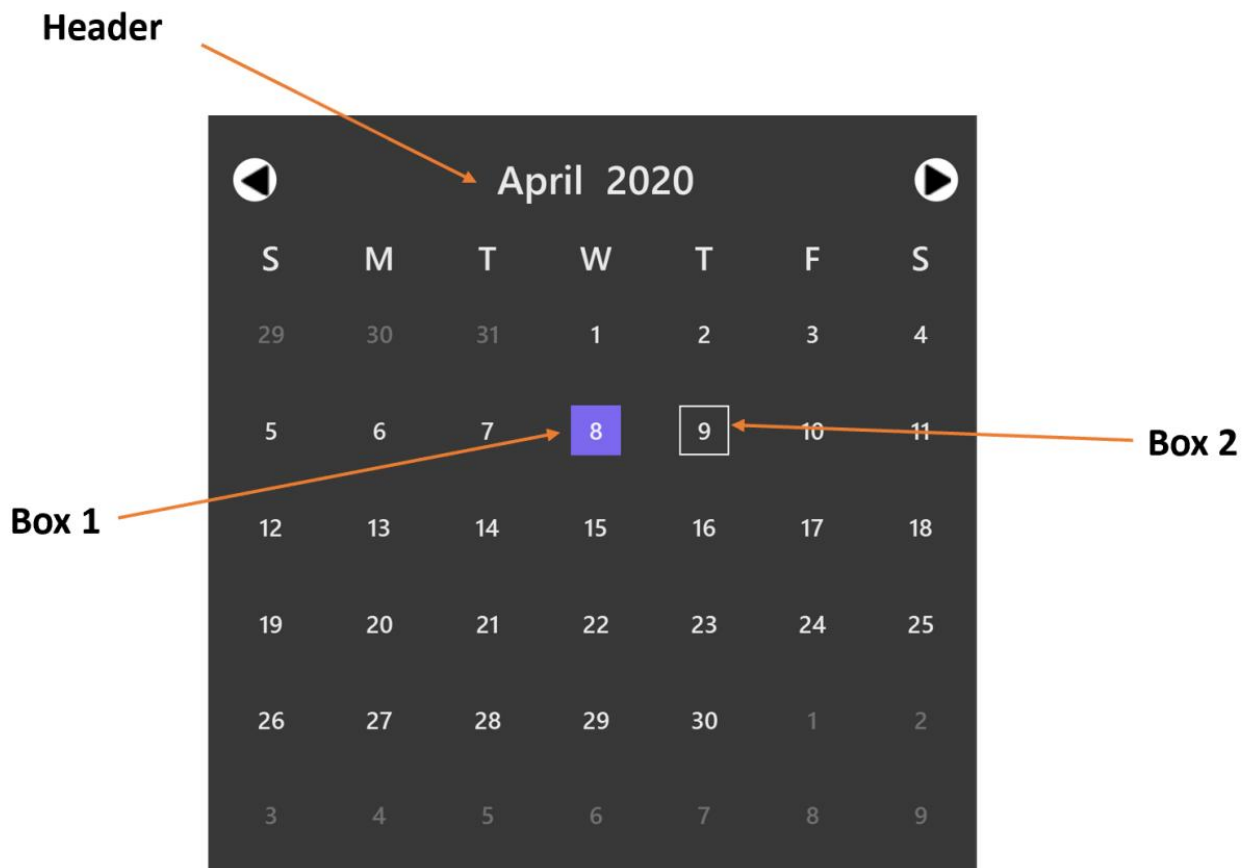 Header
April 2020
S M T W T F S
29 30 31 1 2 3 4
5 6 7 8 9 10 11
Box 2
Box 1
12 13 14 15 16 17 18
19 20 21 22 23 24 25
26 27 28 29 30 1 2
3 4 5 6 7 8 9